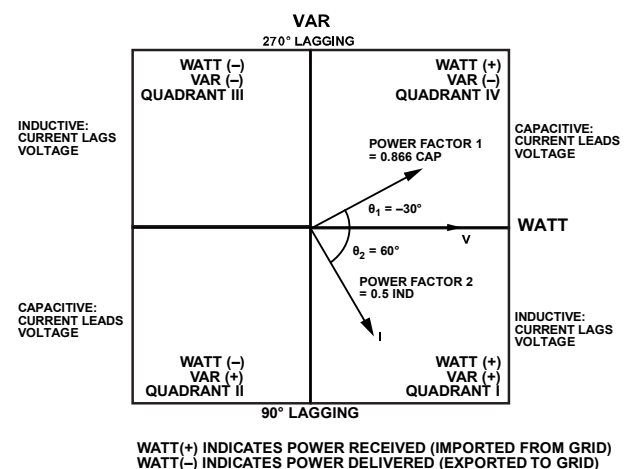 VAR
270° LAGGING
WATT (–)
VAR (–)
QUADRANT III
WATT (+)
VAR (–)
QUADRANT IV
INDUCTIVE:
CURRENT LAGS
VOLTAGE
CAPACITIVE:
CURRENT LEADS
VOLTAGE
POWER FACTOR 1
= 0.866 CAP
θ1 = –30°
V
WATT
θ2 = 60°
POWER FACTOR 2
= 0.5 IND
I
CAPACITIVE:
CURRENT LEADS
VOLTAGE
INDUCTIVE:
CURRENT LAGS
VOLTAGE
WATT (–)
VAR (+)
QUADRANT II
WATT (+)
VAR (+)
QUADRANT I
90° LAGGING
WATT(+) INDICATES POWER RECEIVED (IMPORTED FROM GRID)
WATT(–) INDICATES POWER DELIVERED (EXPORTED TO GRID)